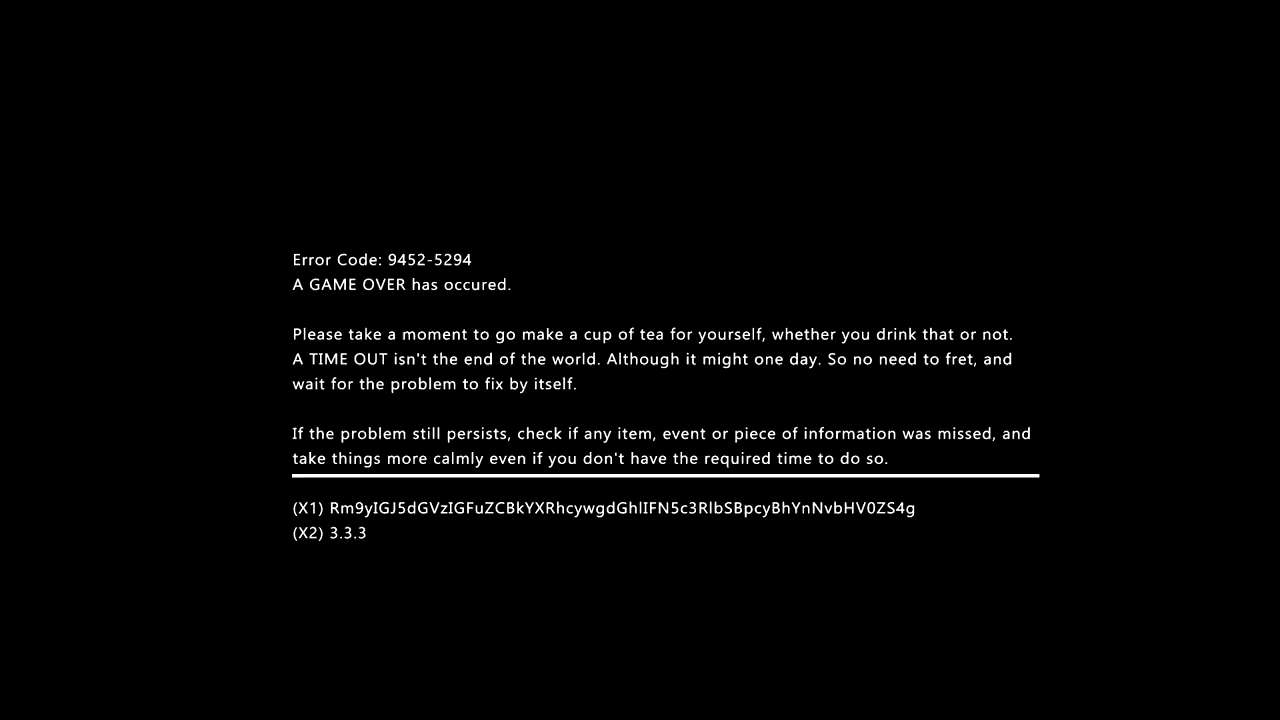 Error Code: 9452-5294
A GAME OVER has occured.
Please take a moment to go make a cup of tea for yourself, whether you drink that or not.
A TIME OUT isn't the end of the world. Although it might one day. So no need to fret, and
wait for the problem to fix by itself.
If the problem still persists, check if any item, event or piece of information was missed, and
take things more calmly even if you don't have the required time to do so.
(X1) Rm9yIGJ5dGVzIGFuZCBkYXRhcywgdGhlIFN5c3RlbSBpcyBhYnNvbHV0ZS4g
(X2) 3.3.3